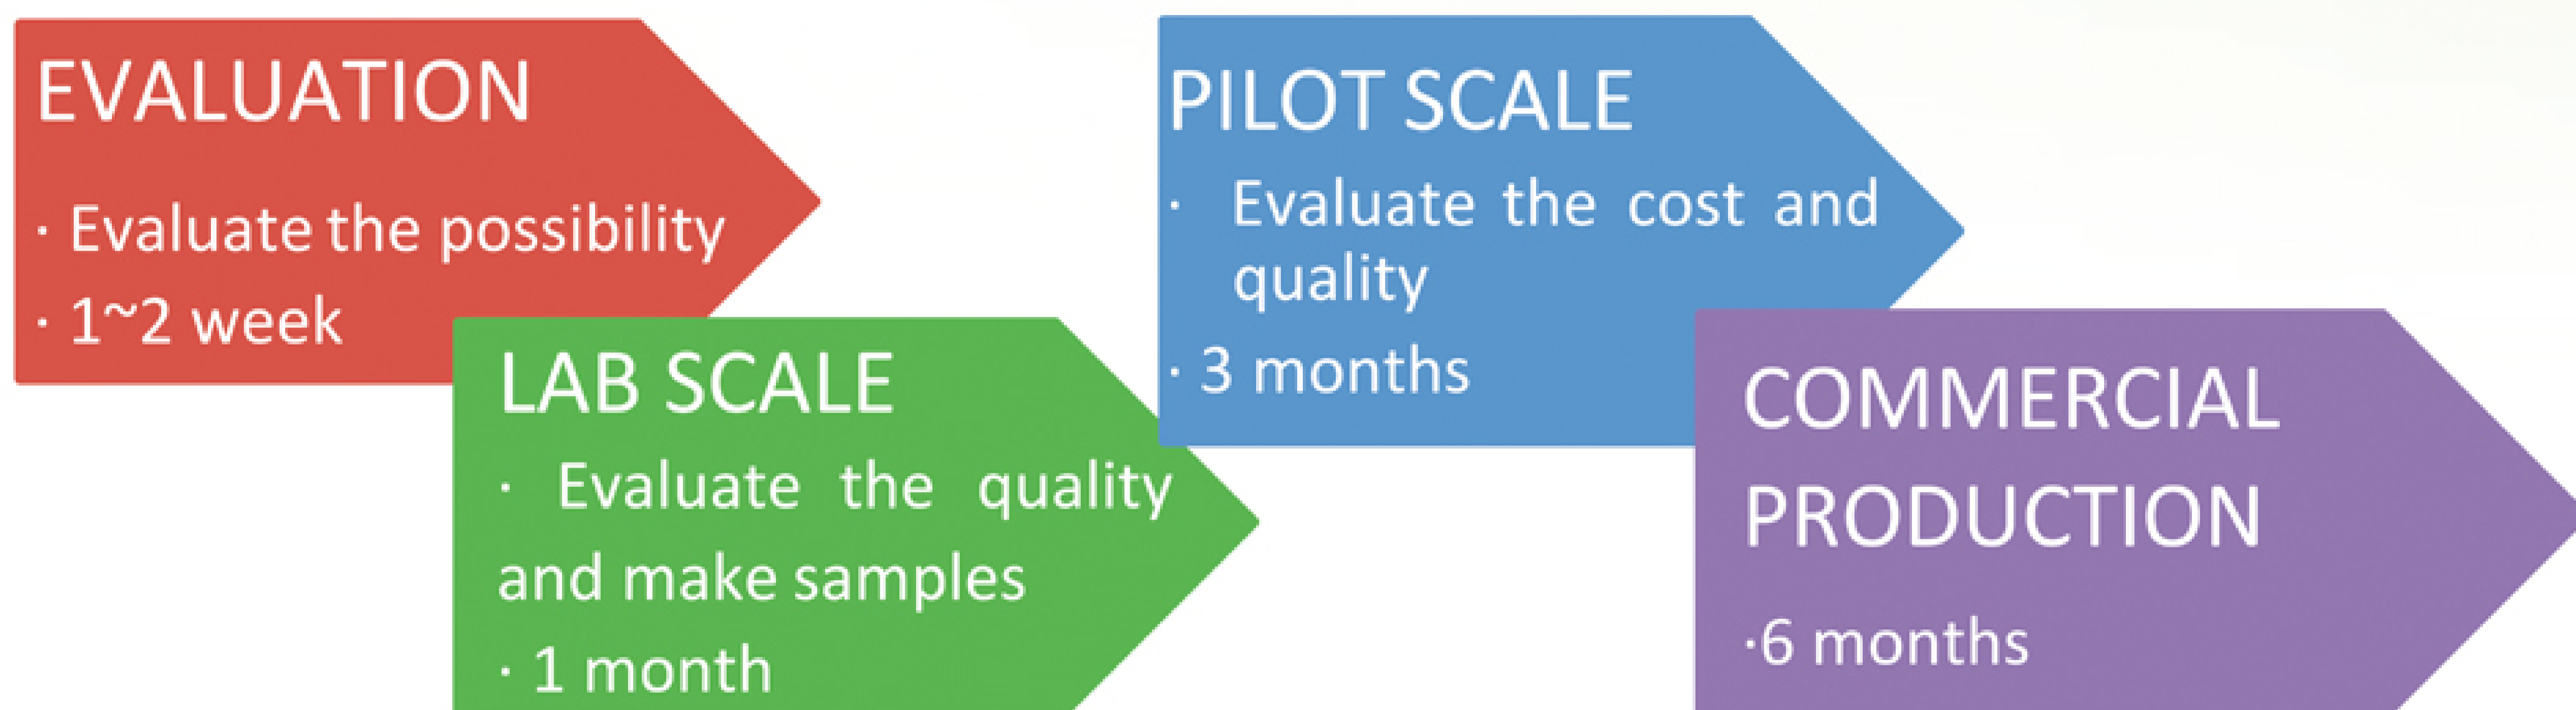 EVALUATION
· Evaluate the possibility
· 1~2 week
LAB SCALE
· Evaluate the quality
and make samples
· 1 month
PILOT SCALE
· Evaluate the cost and
quality
· 3 months
COMMERCIAL
PRODUCTION
·6 months